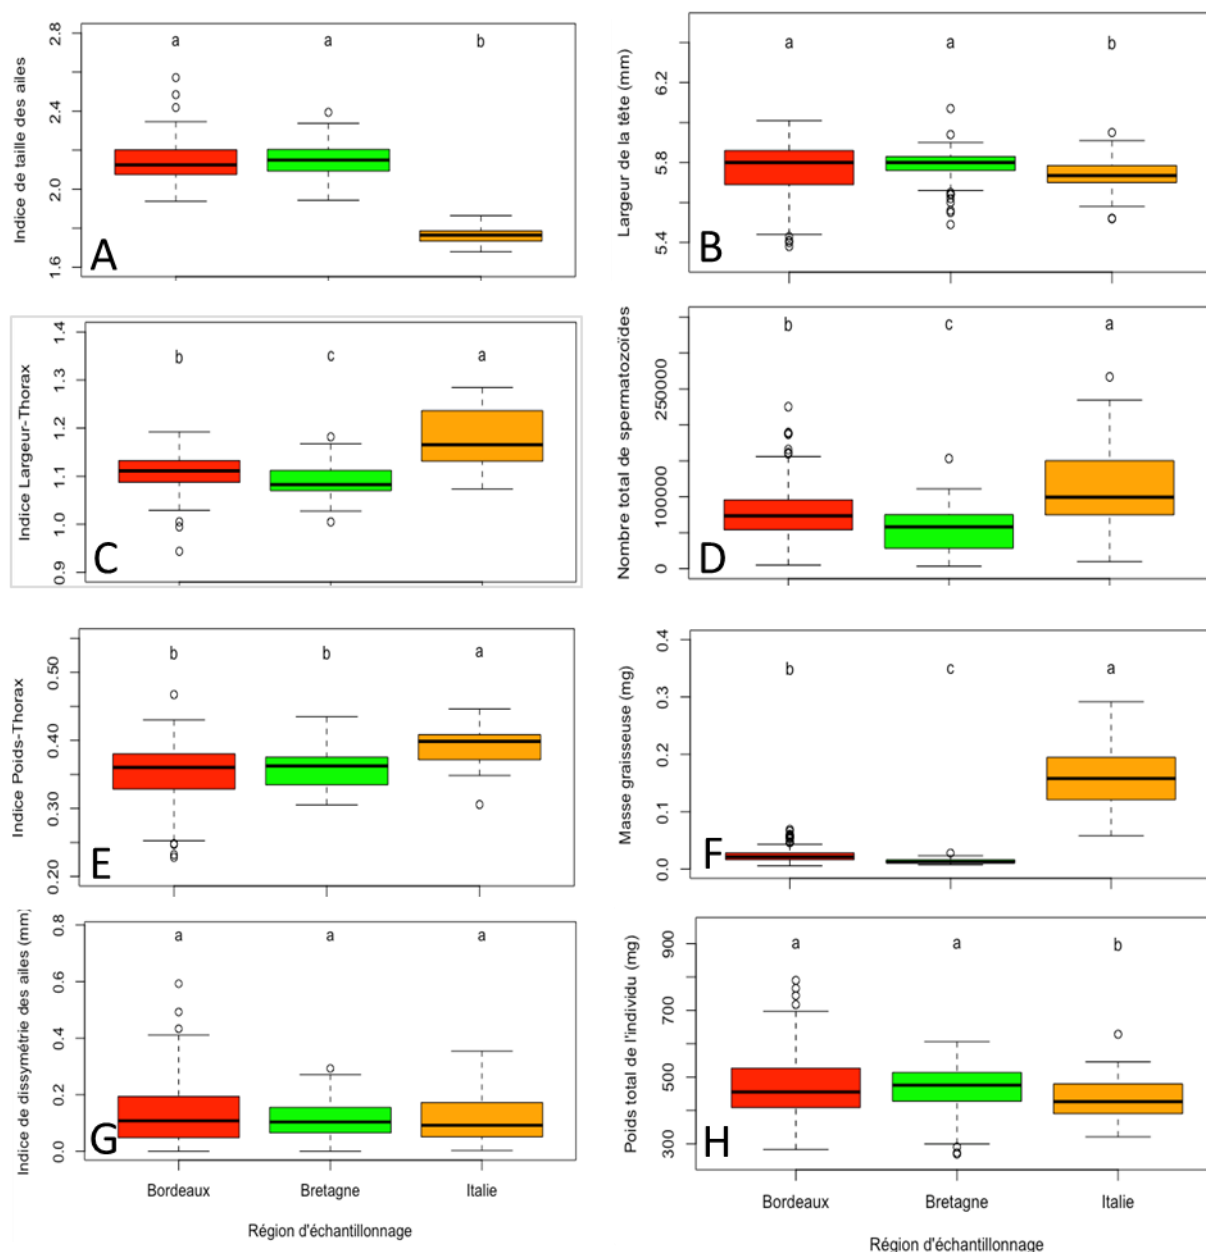 Indice de taille des ailes
2.8
2.4
2.0
1.6
a a b
A
Largeur de la tête (mm)
6.2
5.8
5.4
a a b
B
Indice Largeur-Thorax
1.4
1.3
1.2
1.1
1.0
0.9
b c a
C
Nombre total de spermatozoïdes
250000
100000
0
b c a
D
Indice Poids-Thorax
0.50
0.40
0.30
0.20
b b a
E
Masse graisseuse (mg)
0.4
0.3
0.2
0.1
0.0
b c a
F
Indice de dissymétrie des ailes (mm)
0.8
0.6
0.4
0.2
0.0
a a a
G
Bordeaux Bretagne Italie
Région d'échantillonnage
Poids total de l'individu (mg)
900
700
500
300
a a b
H
Bordeaux Bretagne Italie
Région d'échantillonnage